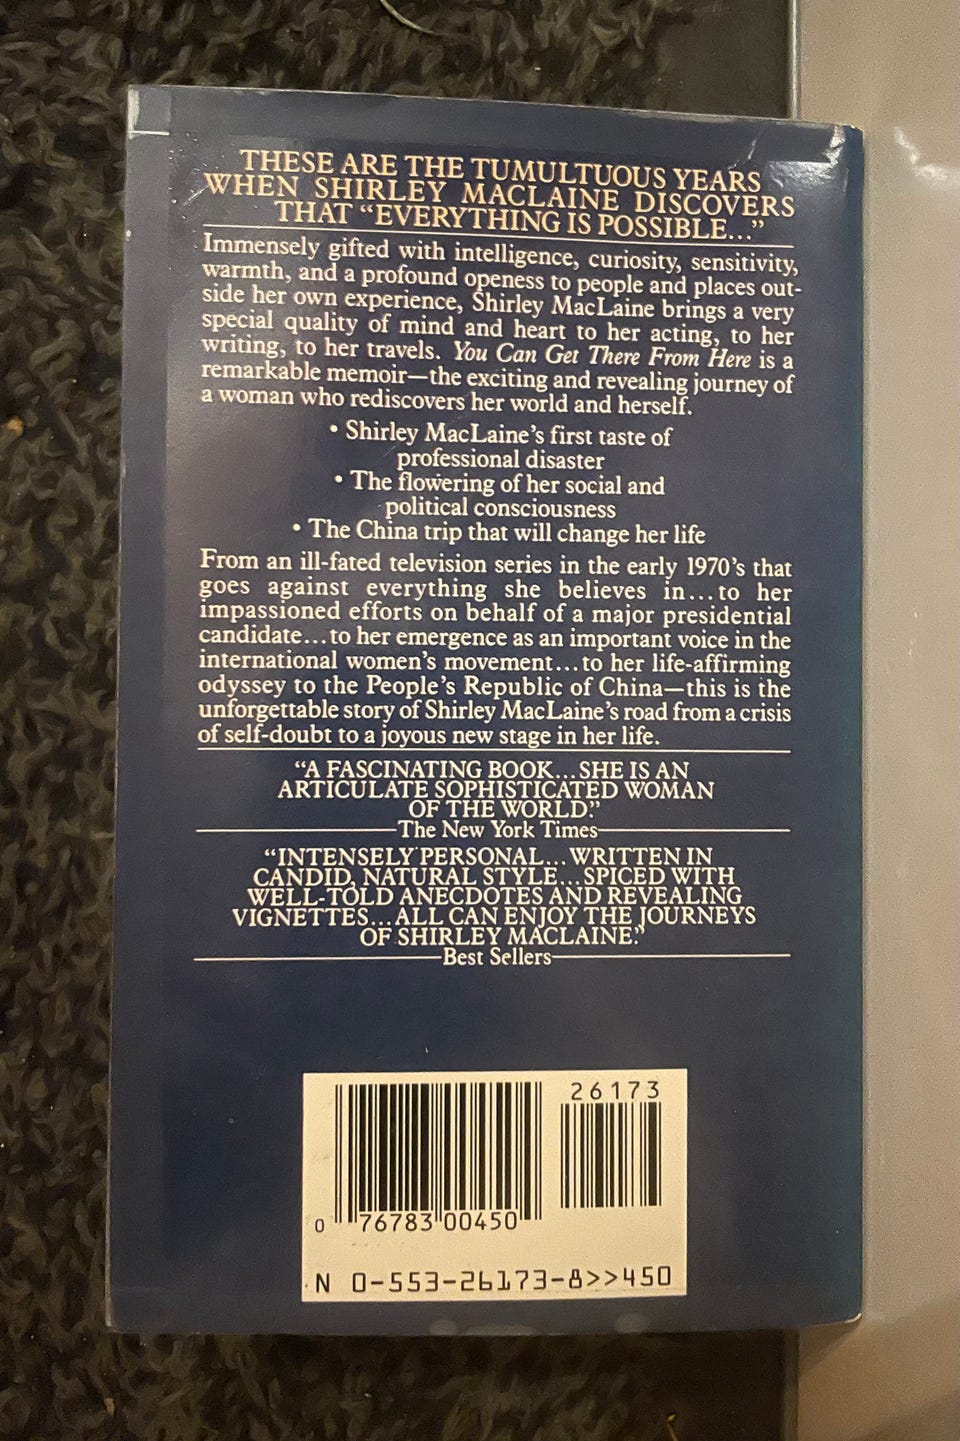 THESE ARE THE TUMULTUOUS YEARS
WHEN SHIRLEY MACLAINE DISCOVERS
THAT “EVERYTHING IS POSSIBLE...”
Immensely gifted with intelligence, curiosity, sensitivity,
warmth, and a profound openess to people and places out-
side her own experience, Shirley MacLaine brings a very
special quality of mind and heart to her acting, to her
writing, to her travels. You Can Get There From Here is a
remarkable memoir—the exciting and revealing journey of
a woman who rediscovers her world and herself.
• Shirley MacLaine’s first taste of
professional disaster
• The flowering of her social and
political consciousness
• The China trip that will change her life
From an ill-fated television series in the early 1970’s that
goes against everything she believes in...to her
impassioned efforts on behalf of a major presidential
candidate...to her emergence as an important voice in the
international women’s movement...to her life-affirming
odyssey to the People’s Republic of China—this is the
unforgettable story of Shirley MacLaine’s road from a crisis
of self-doubt to a joyous new stage in her life.
“A FASCINATING BOOK...SHE IS AN
ARTICULATE SOPHISTICATED WOMAN
OF THE WORLD.”
—The New York Times—
“INTENSELY PERSONAL...WRITTEN IN
CANDID, NATURAL STYLE...SPICED WITH
WELL-TOLD ANECDOTES AND REVEALING
VIGNETTES...ALL CAN ENJOY THE JOURNEYS
OF SHIRLEY MACLAINE.”
—Best Sellers—
26173
0 76783 00450
N 0-553-26173-8>>450